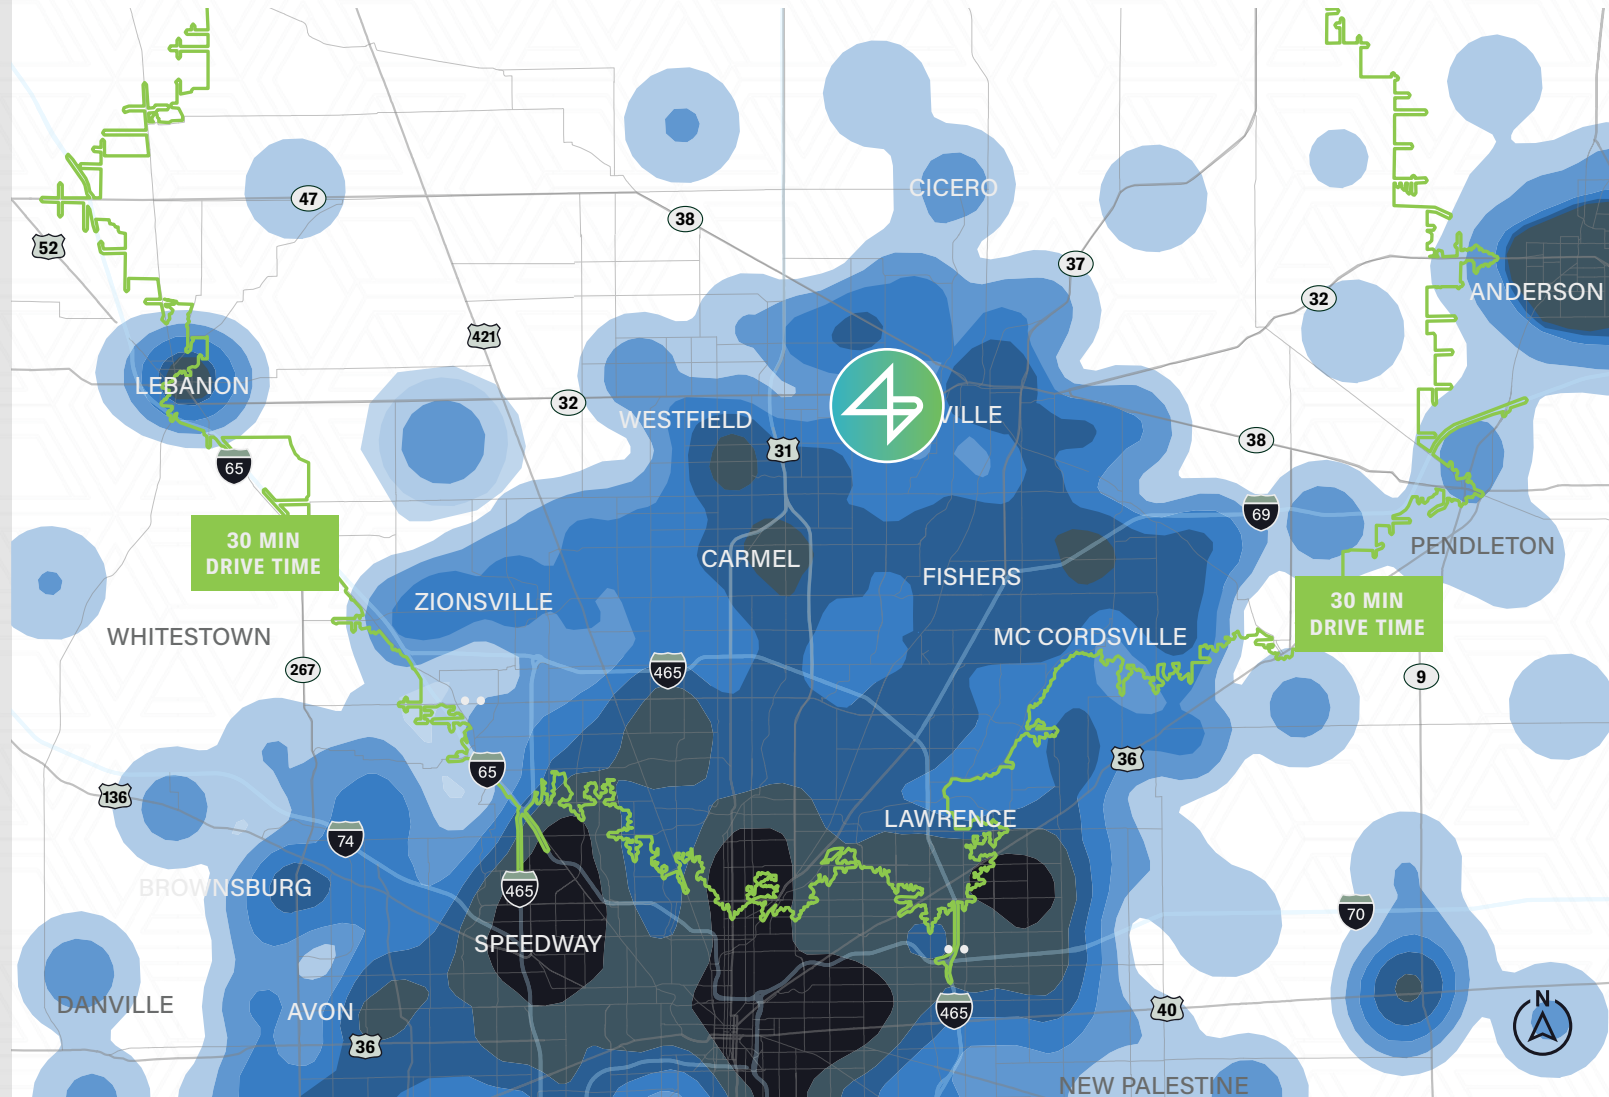 CICERO
47
38
52
37
ANDERSON
32
421
LEBANON
32
WESTFIELD
VILLE
31
38
65
69
30 MIN
DRIVE TIME
CARMEL
FISHERS
PENDLETON
ZIONSVILLE
30 MIN
DRIVE TIME
WHITESTOWN
MC CORDSVILLE
267
465
9
65
36
136
74
LAWRENCE
BROWNSBURG
465
70
SPEEDWAY
DANVILLE
AVON
465
40
N
36
NEW PALESTINE